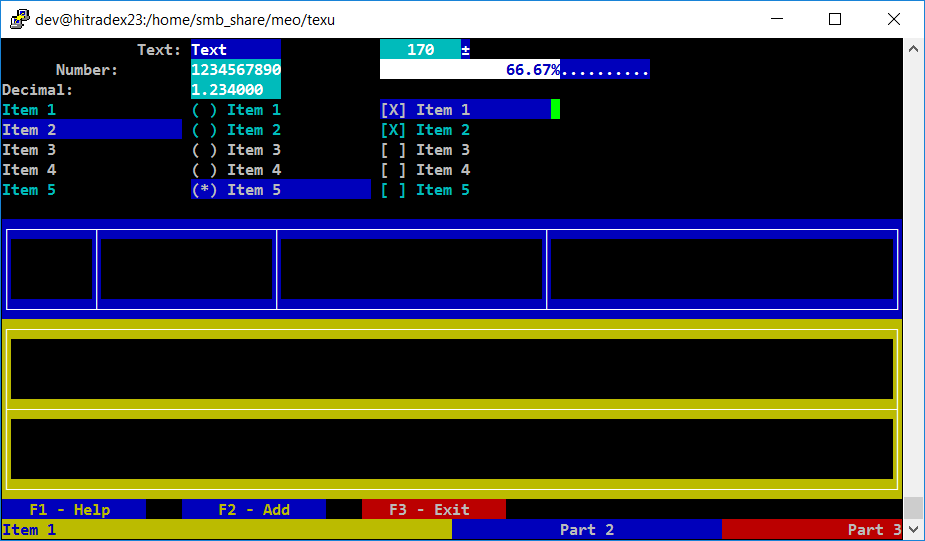 dev@hitradex23:/home/smb_share/meo/texu
Text: Text 170 ±
Number: 1234567890 66.67%..........
Decimal: 1.234000
Item 1 ( ) Item 1 [X] Item 1
Item 2 ( ) Item 2 [X] Item 2
Item 3 ( ) Item 3 [ ] Item 3
Item 4 ( ) Item 4 [ ] Item 4
Item 5 (*) Item 5 [ ] Item 5
F1 - Help F2 - Add F3 - Exit
Item 1 Part 2 Part 3